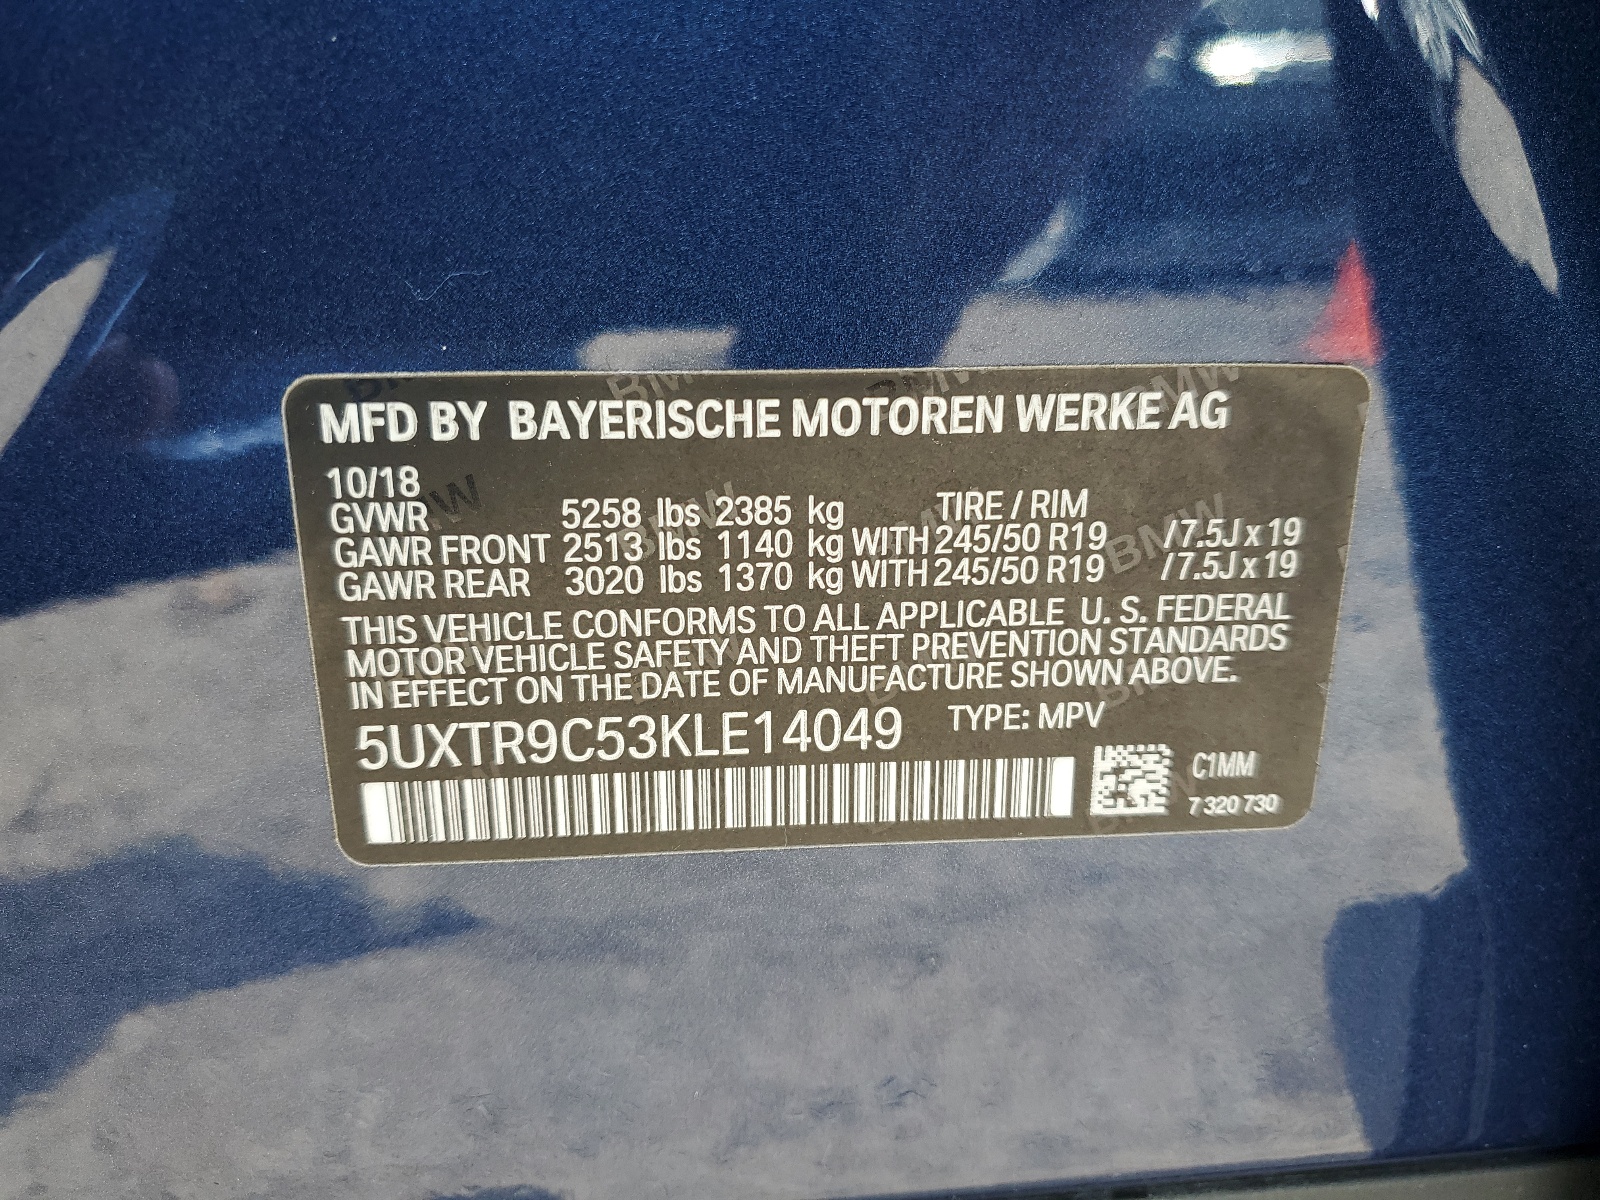 MFD BY BAYERISCHE MOTOREN WERKE AG
10/18
GVWR 5258 lbs 2385 kg TIRE / RIM
GAWR FRONT 2513 lbs 1140 kg WITH 245/50 R19 /7.5J x 19
GAWR REAR 3020 lbs 1370 kg WITH 245/50 R19 /7.5J x 19
THIS VEHICLE CONFORMS TO ALL APPLICABLE U. S. FEDERAL
MOTOR VEHICLE SAFETY AND THEFT PREVENTION STANDARDS
IN EFFECT ON THE DATE OF MANUFACTURE SHOWN ABOVE.
5UXTR9C53KLE14049 TYPE: MPV
C1MM
7 320 730